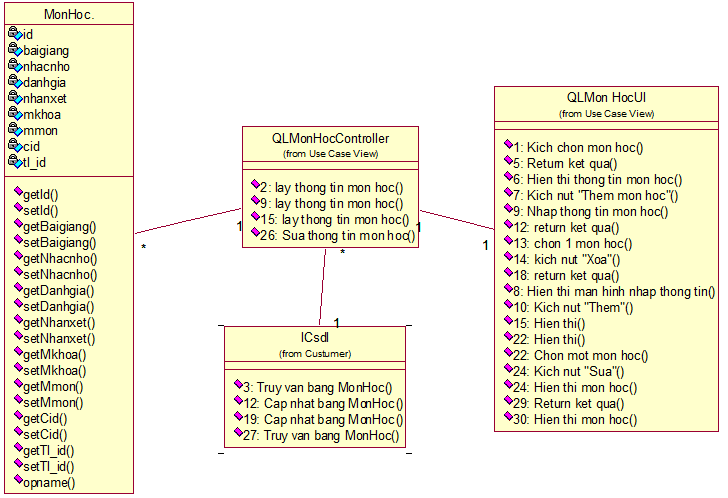 MonHoc.
id
baigiang
nhacnho
danhgia
nhanxet
mkhoa
mmon
cid
tl_id
getId()
setId()
getBaigiang()
setBaigiang()
getNhacnho()
setNhacnho()
getDanhgia()
setDanhgia()
getNhanxet()
setNhanxet()
getMkhoa()
setMkhoa()
getMmon()
setMmon()
getCid()
setCid()
getTl_id()
setTl_id()
opname()
*
1
QLMonHocController
(from Use Case View)
2: lay thong tin mon hoc()
9: lay thong tin mon hoc()
15: lay thong tin mon hoc()
26: Sua thong tin mon hoc()
1
1
*
1
ICsdl
(from Custumer)
3: Truy van bang MonHoc()
12: Cap nhat bang MonHoc()
19: Cap nhat bang MonHoc()
27: Truy van bang MonHoc()
QLMon HocUI
(from Use Case View)
1: Kich chon mon hoc()
5: Return ket qua()
6: Hien thi thong tin mon hoc()
7: Kich nut "Them mon hoc"()
9: Nhap thong tin mon hoc()
12: return ket qua()
13: chon 1 mon hoc()
14: kich nut "Xoa"()
18: return ket qua()
8: Hien thi man hinh nhap thong tin()
10: Kich nut "Them"()
15: Hien thi()
22: Hien thi()
22: Chon mot mon hoc()
24: Kich nut "Sua"()
24: Hien thi mon hoc()
29: Return ket qua()
30: Hien thi mon hoc()